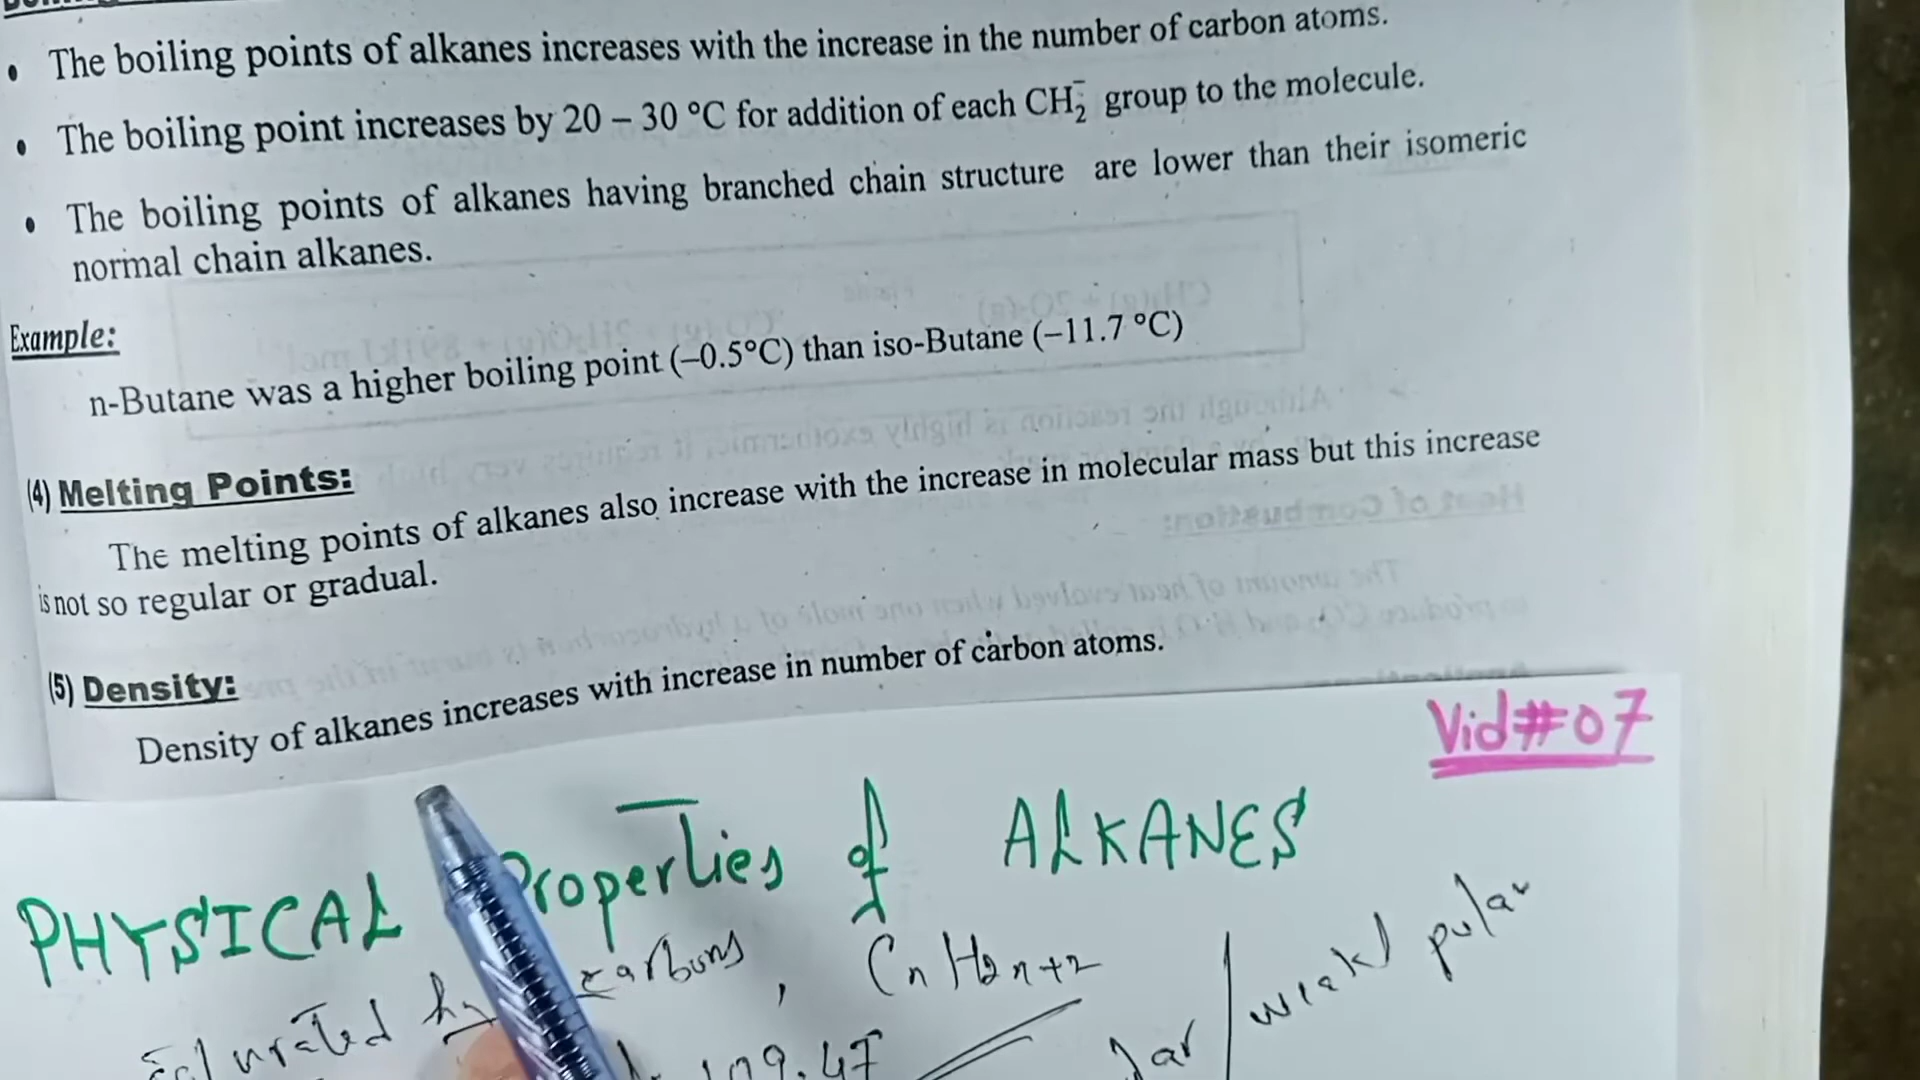 • The boiling points of alkanes increases with the increase in the number of carbon atoms.
• The boiling point increases by 20 – 30 °C for addition of each CH₂⁻ group to the molecule.
• The boiling points of alkanes having branched chain structure are lower than their isomeric
normal chain alkanes.
Example:
n-Butane was a higher boiling point (–0.5°C) than iso-Butane (–11.7 °C)
(4) Melting Points:
The melting points of alkanes also increase with the increase in molecular mass but this increase
is not so regular or gradual.
(5) Density:
Density of alkanes increases with increase in number of carbon atoms.
Vid#07
PHYSICAL Properties of ALKANES
CnH2n+2
109.47